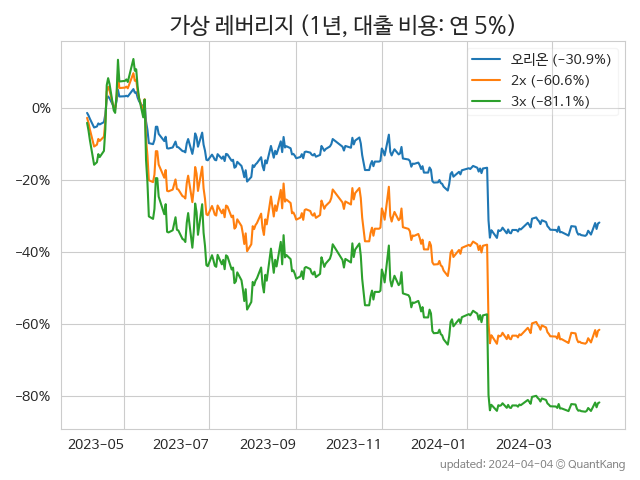 가상 레버리지 (1년, 대출 비용: 연 5%)
오리온 (−30.9%)
2x (−60.6%)
3x (−81.1%)
0%
−20%
−40%
−60%
−80%
2023−05 2023−07 2023−09 2023−11 2024−01 2024−03
updated: 2024-04-04 © QuantKang